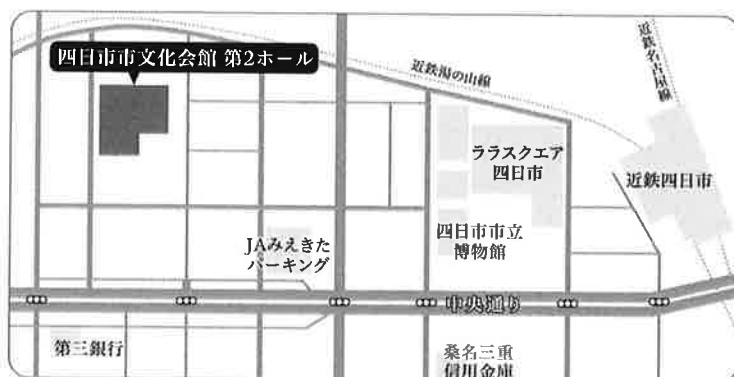 四日市市文化会館 第2ホール
近鉄湯の山線
近鉄名古屋線
ララスクエア
四日市
近鉄四日市
四日市市立
博物館
JAみえきた
パーキング
中央通り
第三銀行
桑名三重
信用金庫